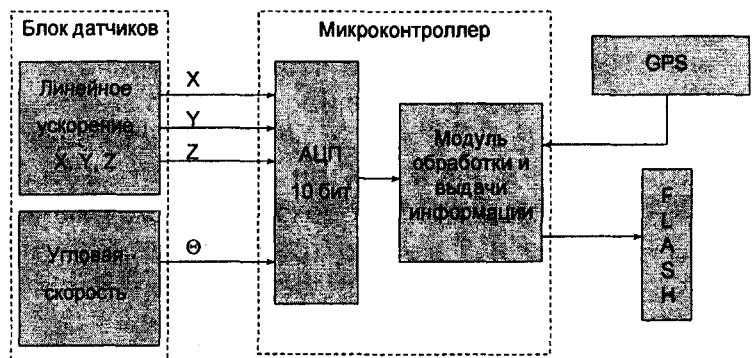 Блок датчиков
Микроконтроллер
Линейное
ускорение
X, Y, Z
X
Y
Z
АЦП
10 бит
Модуль
обработки и
выдачи
информации
GPS
F
L
A
S
H
Угловая
скорость
Θ